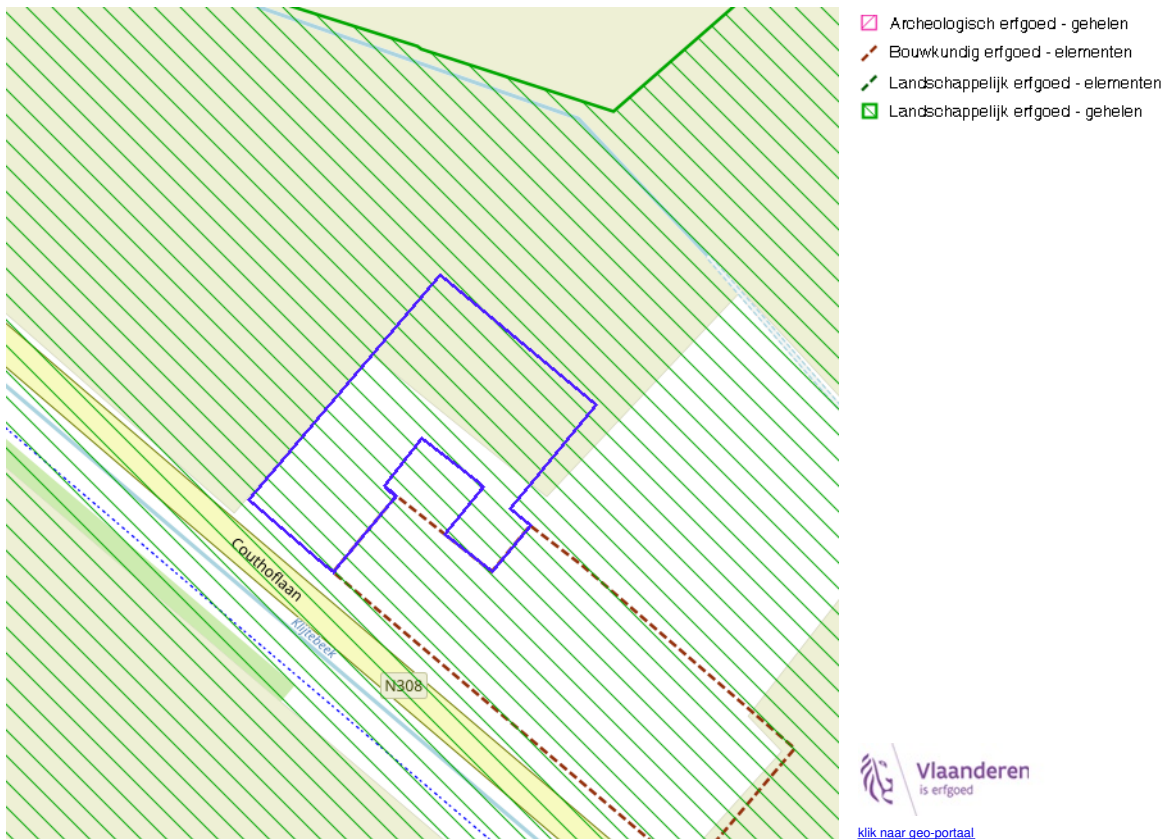 Archeologisch erfgoed - gehelen
Bouwkundig erfgoed - elementen
Landschappelijk erfgoed - elementen
Landschappelijk erfgoed - gehelen
Couthoflaan
Klijtebeek
N308
Vlaanderen
is erfgoed
klik naar geo-portaal